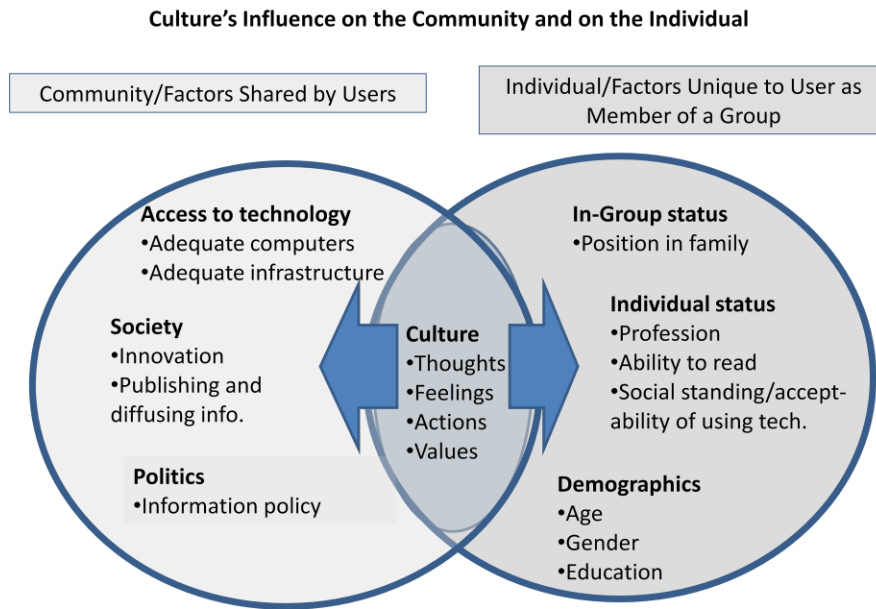 Culture’s Influence on the Community and on the Individual
Community/Factors Shared by Users
Individual/Factors Unique to User as
Member of a Group
Access to technology
•Adequate computers
•Adequate infrastructure
Society
•Innovation
•Publishing and
diffusing info.
Politics
•Information policy
Culture
•Thoughts
•Feelings
•Actions
•Values
In-Group status
•Position in family
Individual status
•Profession
•Ability to read
•Social standing/accept-
ability of using tech.
Demographics
•Age
•Gender
•Education